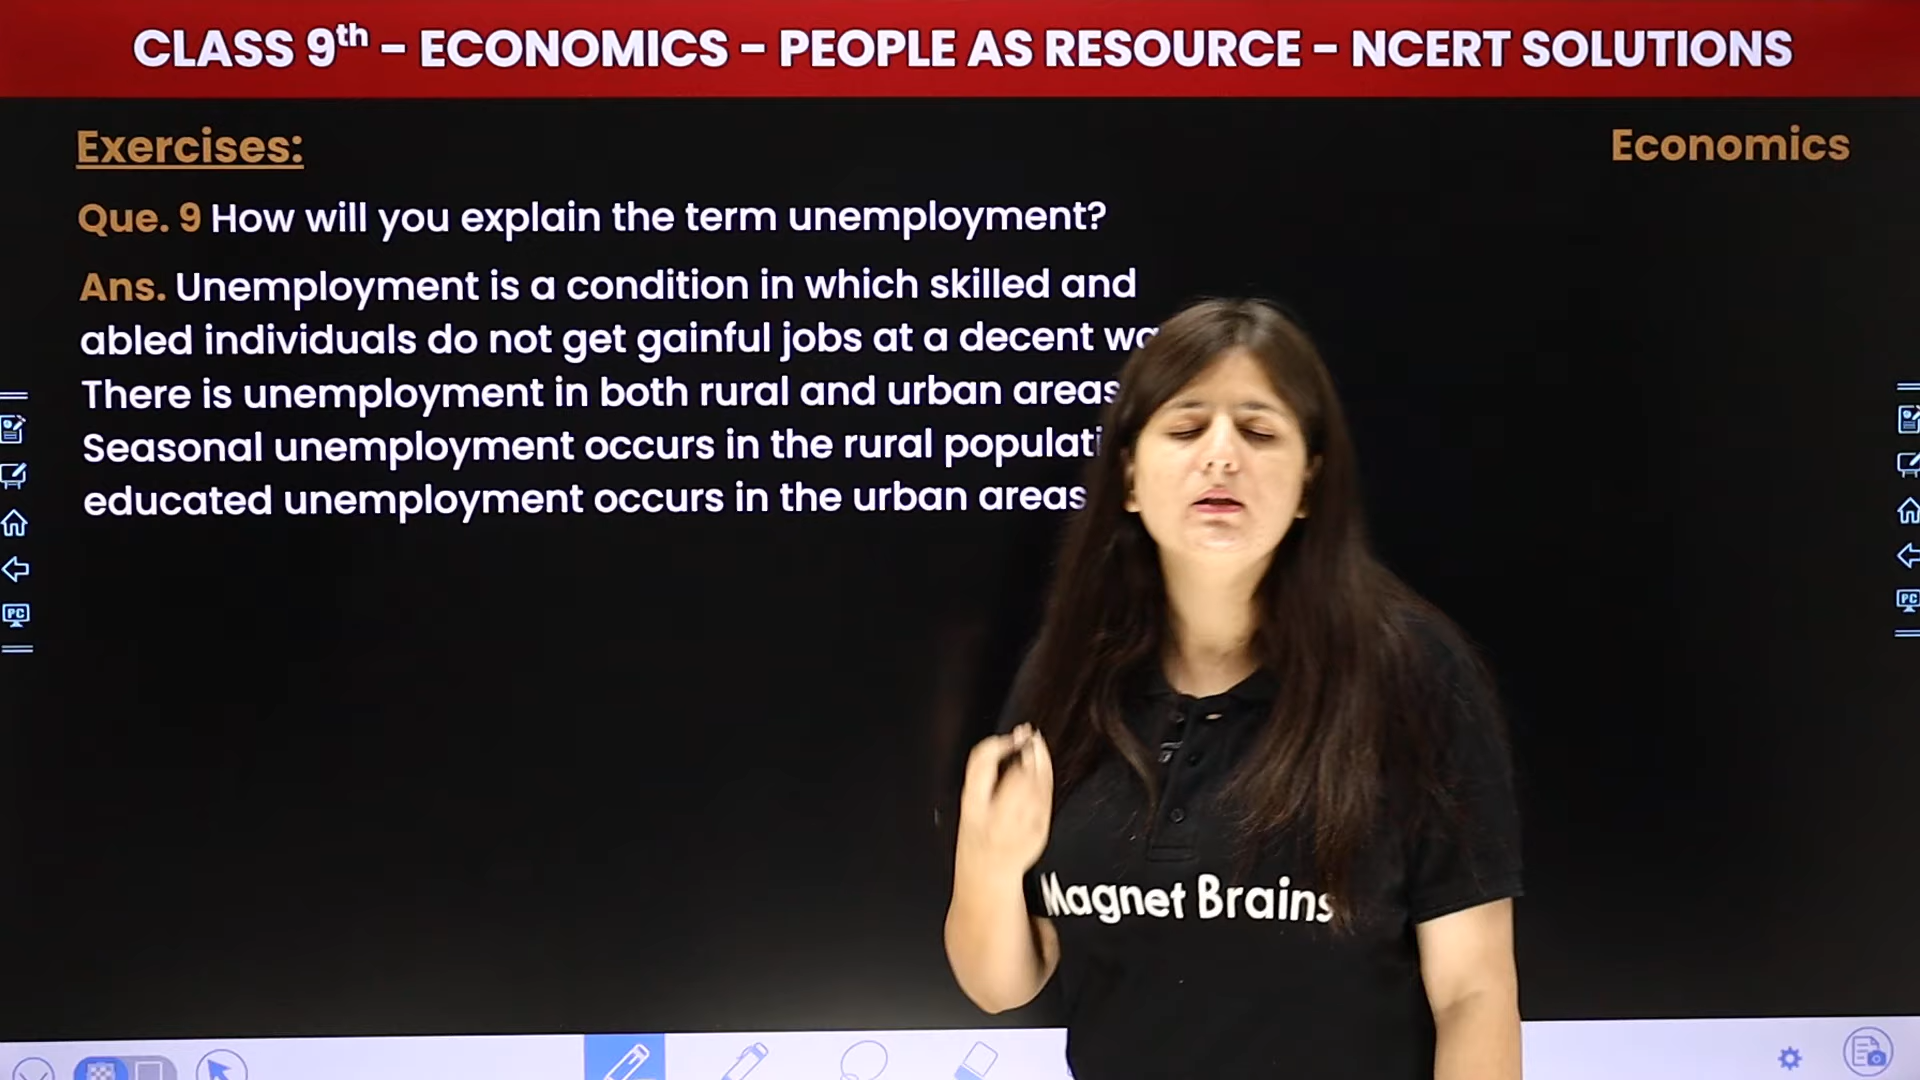 CLASS 9th – ECONOMICS – PEOPLE AS RESOURCE – NCERT SOLUTIONS
Exercises:
Economics
Que. 9 How will you explain the term unemployment?
Ans. Unemployment is a condition in which skilled and
abled individuals do not get gainful jobs at a decent
There is unemployment in both rural and urban areas
Seasonal unemployment occurs in the rural
educated unemployment occurs in the urban areas
PC
PC
Magnet Brains